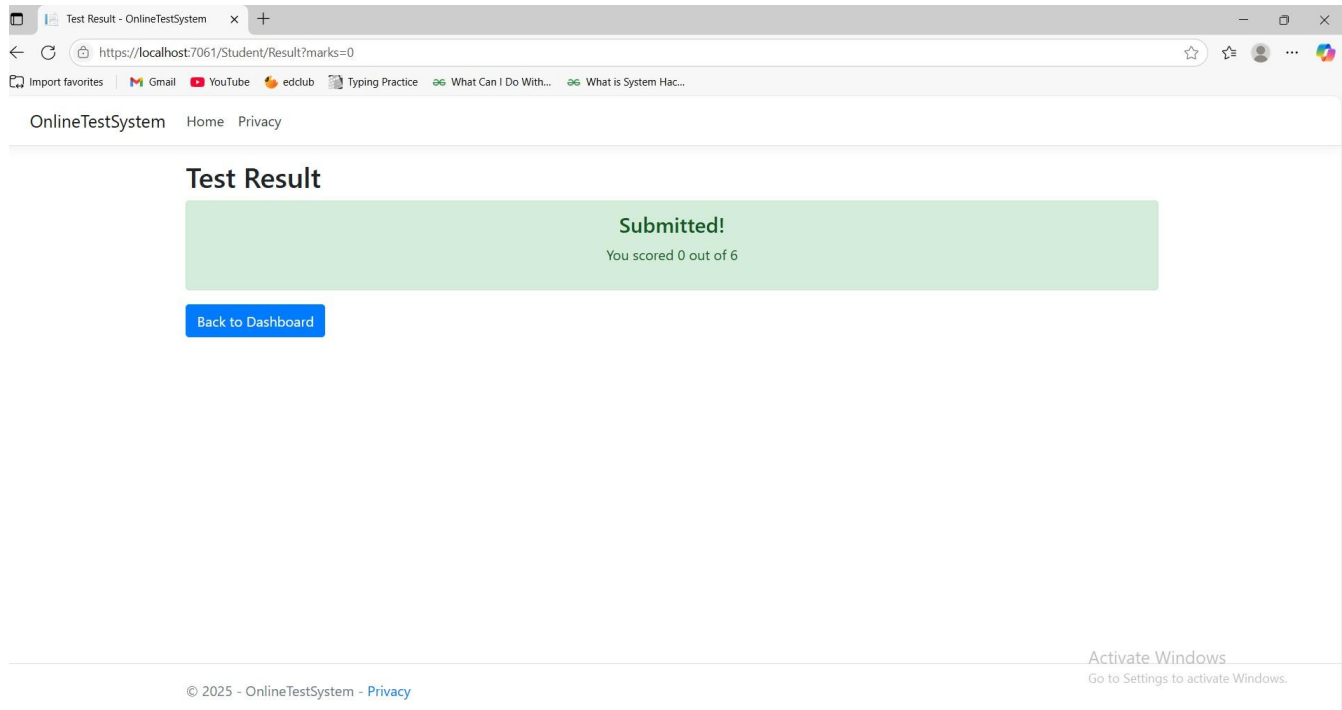 Test Result - OnlineTestSystem
https://localhost:7061/Student/Result?marks=0
Import favorites Gmail YouTube edclub Typing Practice What Can I Do With... What is System Hac...
OnlineTestSystem Home Privacy
Test Result
Submitted!
You scored 0 out of 6
Back to Dashboard
Activate Windows
Go to Settings to activate Windows.
© 2025 - OnlineTestSystem - Privacy